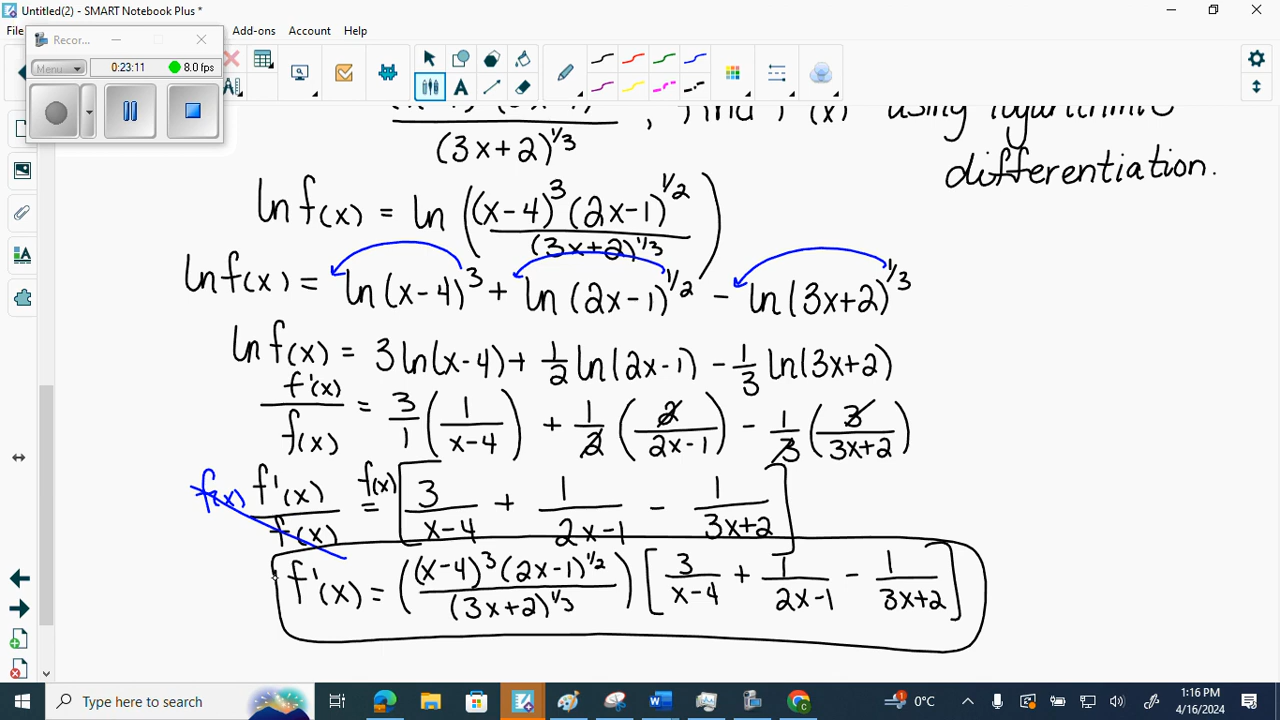 Untitled(2) - SMART Notebook Plus *
File
Add-ons Account Help
Recor...
Menu 0:23:11 8.0 fps
(3x+2)^1/3 , Find f'(x) using logarithmic
differentiation.
ln f(x) = ln ((x-4)^3 (2x-1)^1/2 / (3x+2)^1/3)
ln f(x) = ln(x-4)^3 + ln(2x-1)^1/2 - ln(3x+2)^1/3
ln f(x) = 3 ln(x-4) + 1/2 ln(2x-1) - 1/3 ln(3x+2)
f'(x)/f(x) = 3/1 (1/(x-4)) + 1/2 (2/(2x-1)) - 1/3 (3/(3x+2))
f(x) f'(x)/f(x) = f(x) [3/(x-4) + 1/(2x-1) - 1/(3x+2)]
f'(x) = ((x-4)^3 (2x-1)^1/2 / (3x+2)^1/3) [3/(x-4) + 1/(2x-1) - 1/(3x+2)]
Type here to search
0°C
1:16 PM
4/16/2024